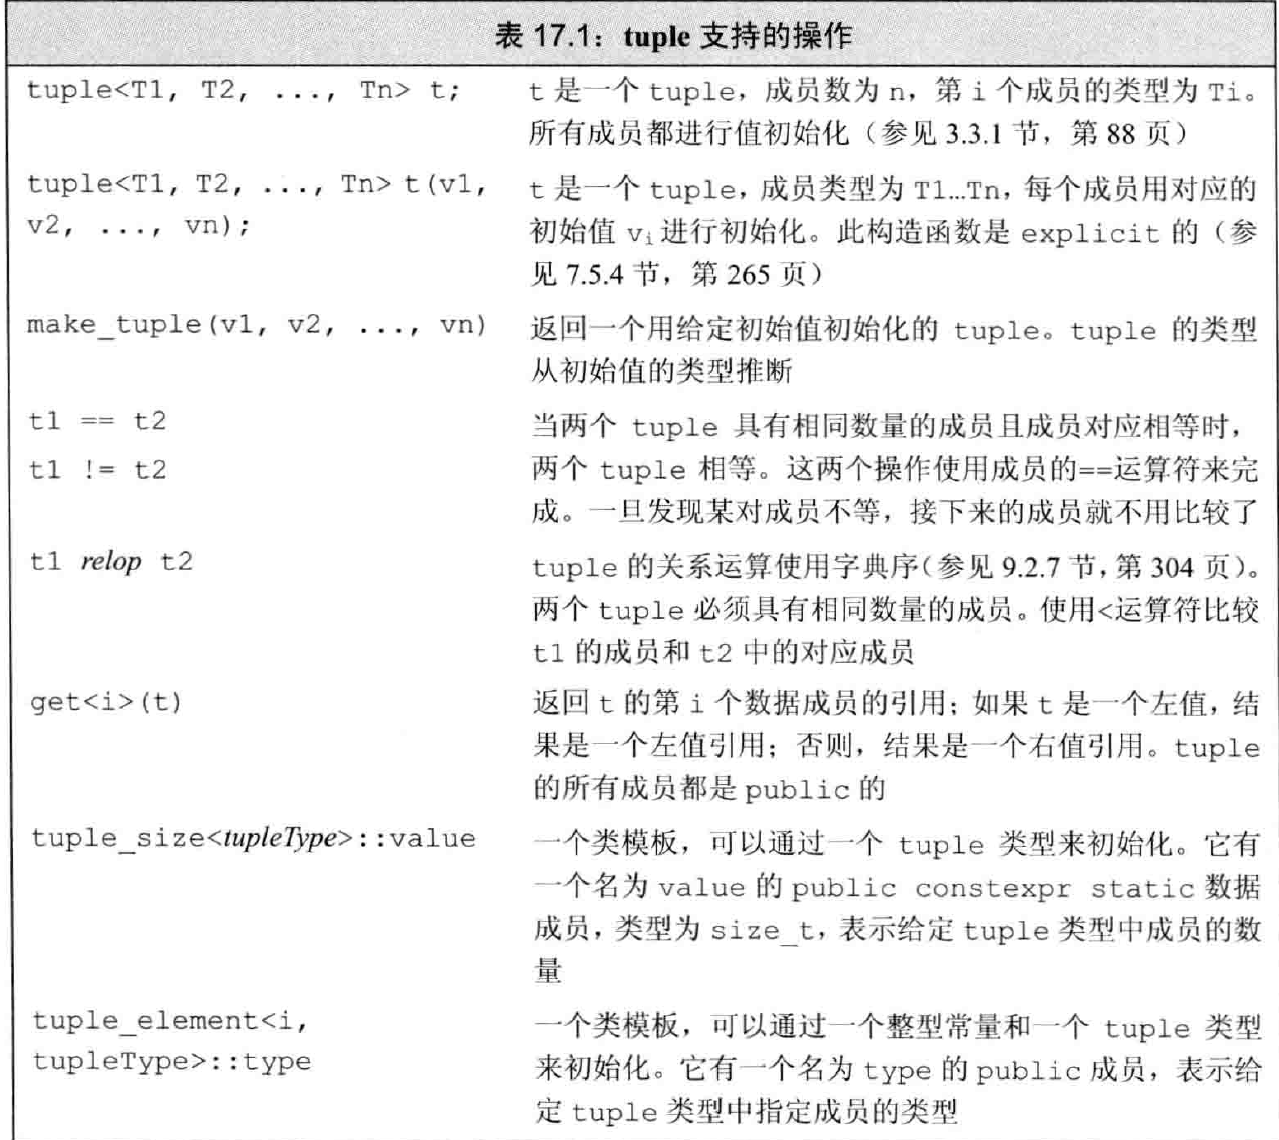 表 17.1：tuple 支持的操作
tuple<T1, T2, ..., Tn> t;
t 是一个 tuple，成员数为 n，第 i 个成员的类型为 Ti。
所有成员都进行值初始化（参见 3.3.1 节，第 88 页）
tuple<T1, T2, ..., Tn> t(v1,
v2, ..., vn);
t 是一个 tuple，成员类型为 T1…Tn，每个成员用对应的
初始值 vi 进行初始化。此构造函数是 explicit 的（参
见 7.5.4 节，第 265 页）
make_tuple(v1, v2, ..., vn)
返回一个用给定初始值初始化的 tuple。tuple 的类型
从初始值的类型推断
t1 == t2
t1 != t2
当两个 tuple 具有相同数量的成员且成员对应相等时，
两个 tuple 相等。这两个操作使用成员的==运算符来完
成。一旦发现某对成员不等，接下来的成员就不用比较了
t1 relop t2
tuple 的关系运算使用字典序（参见 9.2.7 节，第 304 页）。
两个 tuple 必须具有相同数量的成员。使用<运算符比较
t1 的成员和 t2 中的对应成员
get<i>(t)
返回 t 的第 i 个数据成员的引用；如果 t 是一个左值，结
果是一个左值引用；否则，结果是一个右值引用。tuple
的所有成员都是 public 的
tuple_size<tupleType>::value
一个类模板，可以通过一个 tuple 类型来初始化。它有
一个名为 value 的 public constexpr static 数据
成员，类型为 size_t，表示给定 tuple 类型中成员的数
量
tuple_element<i,
tupleType>::type
一个类模板，可以通过一个整型常量和一个 tuple 类型
来初始化。它有一个名为 type 的 public 成员，表示给
定 tuple 类型中指定成员的类型